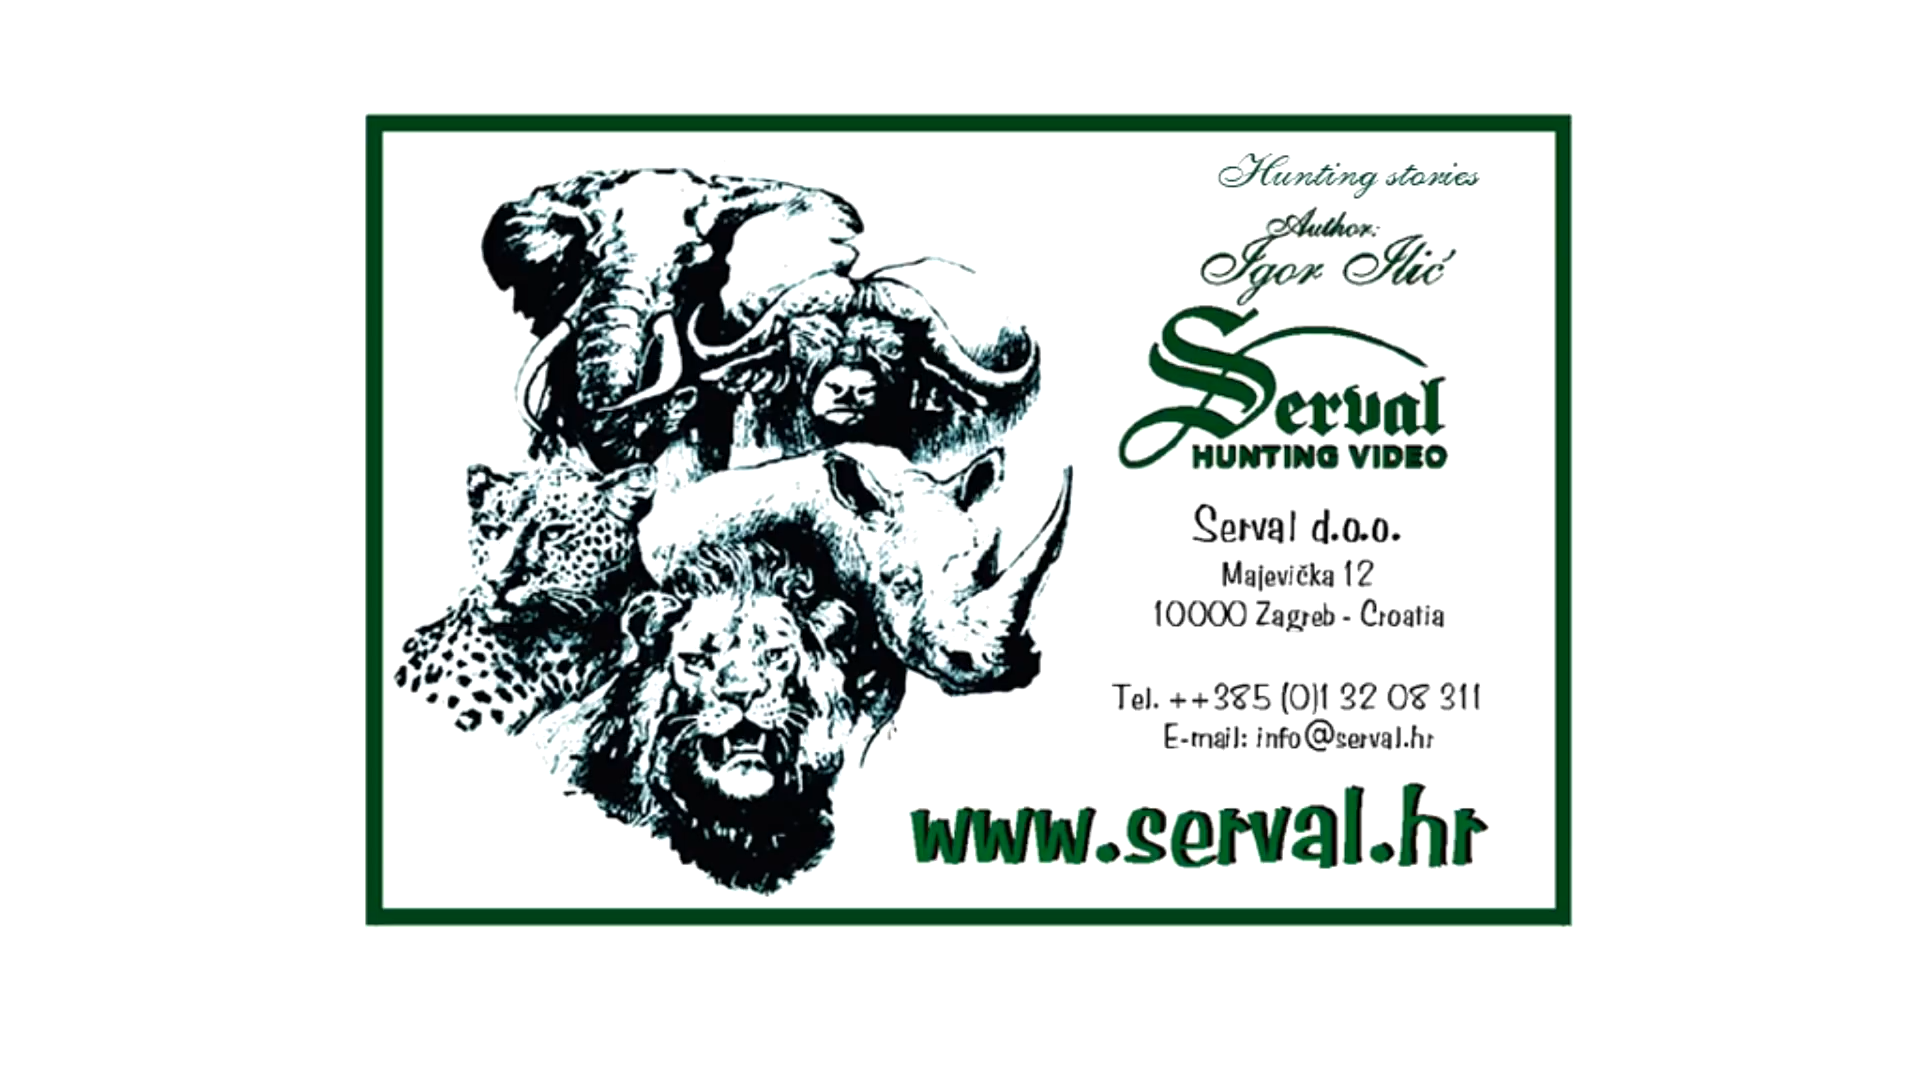 Hunting stories
Author:
Igor Ilić
Serval
HUNTING VIDEO
Serval d.o.o.
Majevička 12
10000 Zagreb - Croatia
Tel. ++385 (0)1 32 08 311
E-mail: info@serval.hr
www.serval.hr